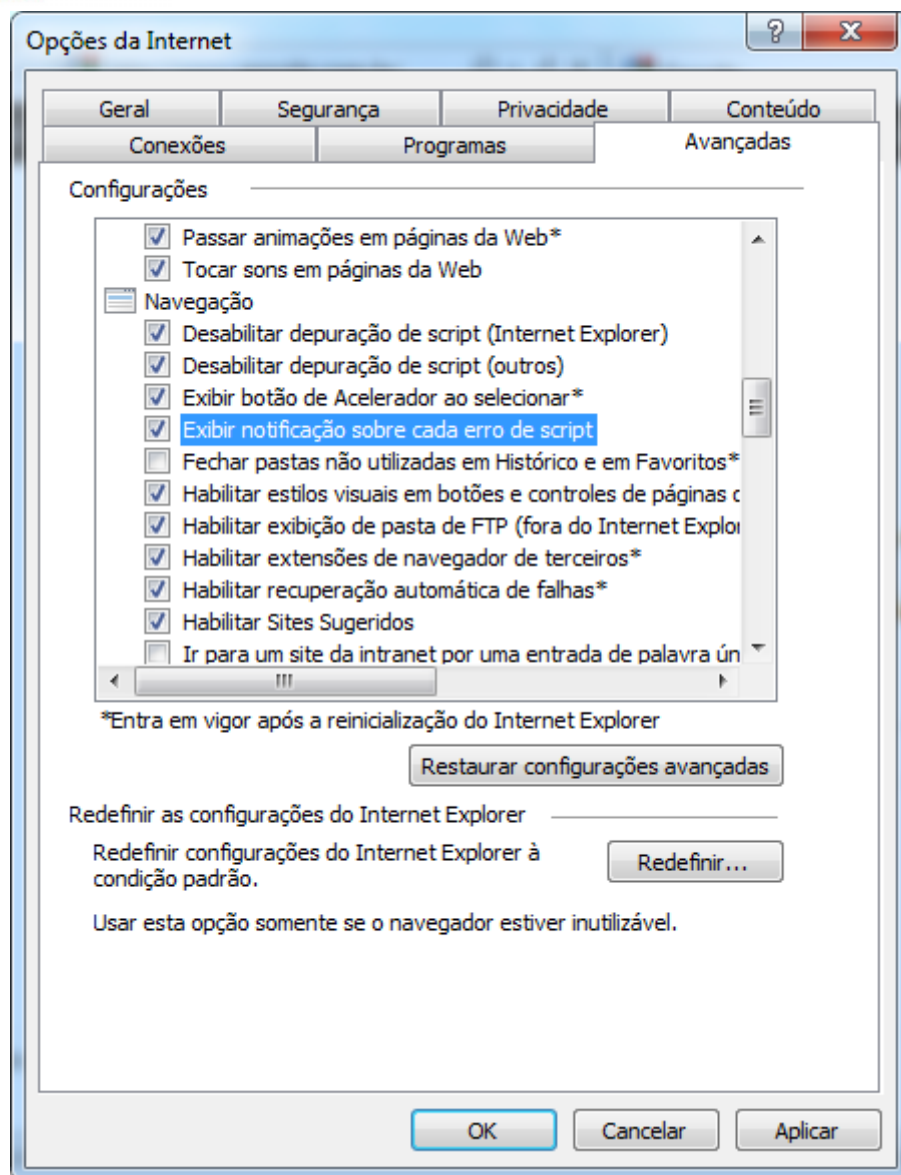 Opções da Internet
Geral Segurança Privacidade Conteúdo
Conexões Programas Avançadas
Configurações
Passar animações em páginas da Web*
Tocar sons em páginas da Web
Navegação
Desabilitar depuração de script (Internet Explorer)
Desabilitar depuração de script (outros)
Exibir botão de Acelerador ao selecionar*
Exibir notificação sobre cada erro de script
Fechar pastas não utilizadas em Histórico e em Favoritos*
Habilitar estilos visuais em botões e controles de páginas
Habilitar exibição de pasta de FTP (fora do Internet
Habilitar extensões de navegador de terceiros*
Habilitar recuperação automática de falhas*
Habilitar Sites Sugeridos
Ir para um site da intranet por uma entrada de palavra
*Entra em vigor após a reinicialização do Internet Explorer
Restaurar configurações avançadas
Redefinir as configurações do Internet Explorer
Redefinir configurações do Internet Explorer à
condição padrão.
Redefinir...
Usar esta opção somente se o navegador estiver inutilizável.
OK Cancelar Aplicar